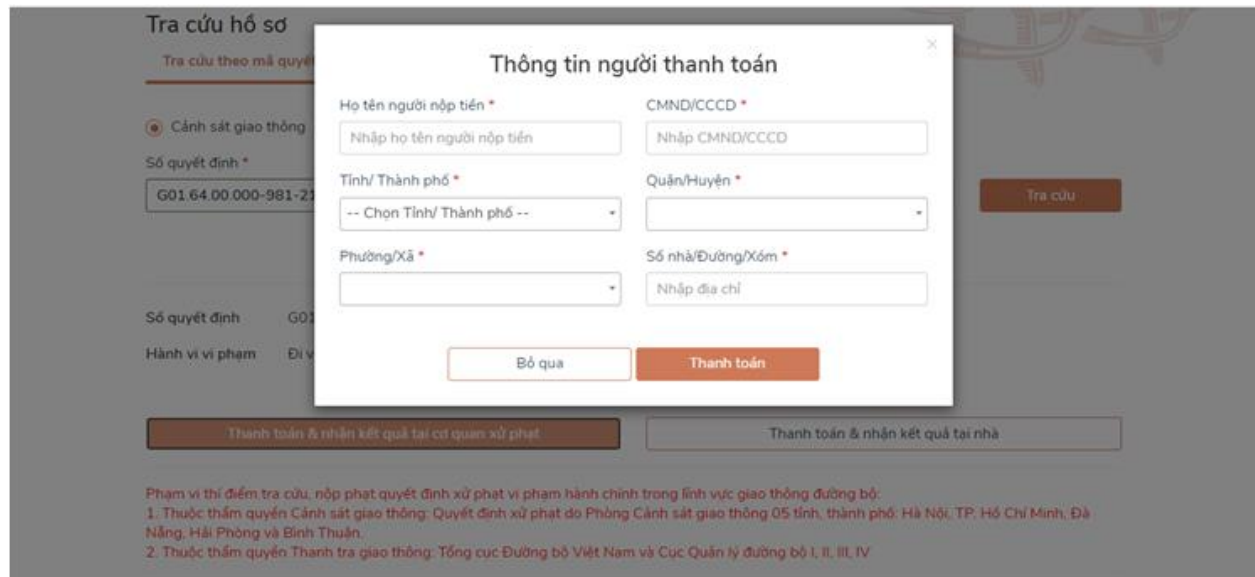 Tra cứu hồ sơ
Tra cứu theo mã quyết
Thông tin người thanh toán
×
Họ tên người nộp tiền *
CMND/CCCD *
Nhập họ tên người nộp tiền
Nhập CMND/CCCD
Cảnh sát giao thông
Số quyết định *
Tỉnh/ Thành phố *
Quận/Huyện *
G01.64.00.000-981-21
-- Chọn Tỉnh/ Thành phố --
Tra cứu
Phường/Xã *
Số nhà/Đường/Xóm *
Nhập địa chỉ
Số quyết định G01
Hành vi vi phạm Đi v
Bỏ qua
Thanh toán
Thanh toán & nhận kết quả tại cơ quan xử phạt
Thanh toán & nhận kết quả tại nhà
Phạm vi thí điểm tra cứu, nộp phạt quyết định xử phạt vi phạm hành chính trong lĩnh vực giao thông đường bộ:
1. Thuộc thẩm quyền Cảnh sát giao thông: Quyết định xử phạt do Phòng Cảnh sát giao thông 05 tỉnh, thành phố: Hà Nội, TP. Hồ Chí Minh, Đà
Nẵng, Hải Phòng và Bình Thuận.
2. Thuộc thẩm quyền Thanh tra giao thông: Tổng cục Đường bộ Việt Nam và Cục Quản lý đường bộ I, II, III, IV